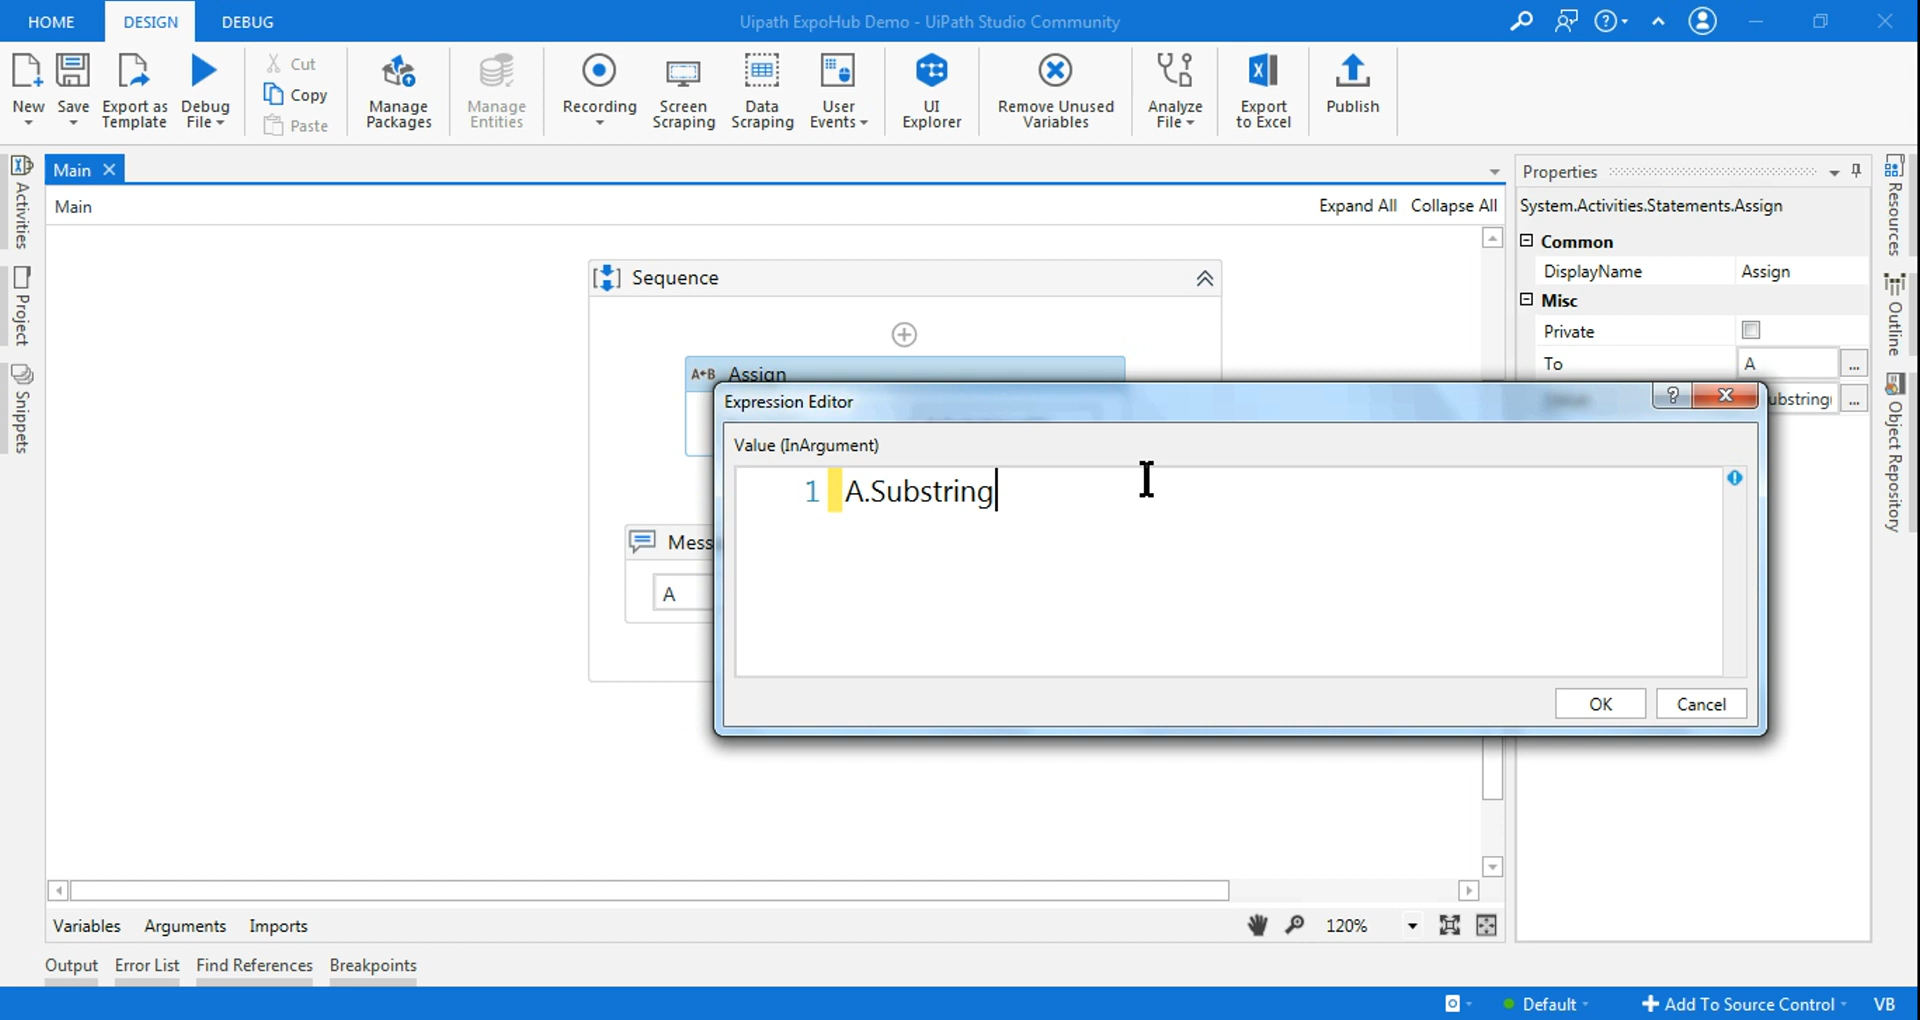 HOME DESIGN DEBUG Uipath ExpoHub Demo - UiPath Studio Community
New Save Export as Template Debug File Cut Copy Paste Manage Packages Manage Entities Recording Screen Scraping Data Scraping User Events UI Explorer Remove Unused Variables Analyze File Export to Excel Publish
Main
Main Expand All Collapse All
Activities
Project
Snippets
Sequence
A+B Assign
Mess
A
Expression Editor
Value (InArgument)
1 A.Substring
OK Cancel
Properties
System.Activities.Statements.Assign
Common
DisplayName Assign
Misc
Private
To A ...
ubstring( ...
Resources
Outline
Object Repository
Variables Arguments Imports 120%
Output Error List Find References Breakpoints
Default Add To Source Control VB